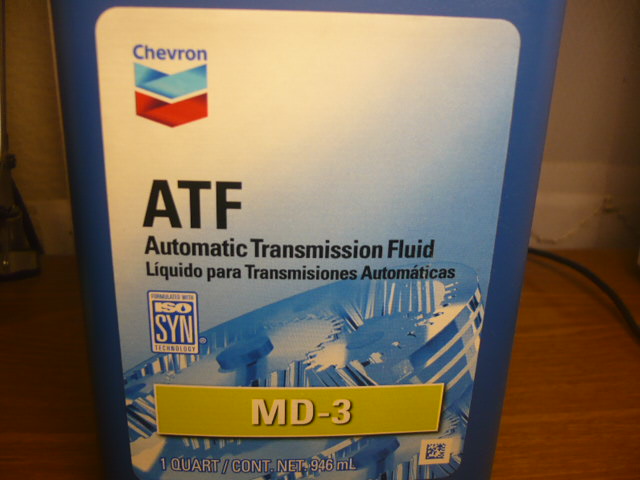 Chevron
ATF
Automatic Transmission Fluid
Líquido para Transmisiones Automáticas
FORMULATED WITH
ISO
SYN
TECHNOLOGY
®
MD-3
1 QUART / CONT. NET. 946 mL